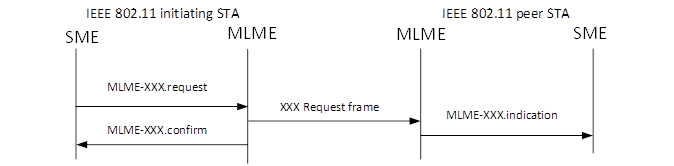 IEEE 802.11 initiating STA
IEEE 802.11 peer STA
SME
MLME
MLME
SME
MLME-XXX.request
XXX Request frame
MLME-XXX.indication
MLME-XXX.confirm